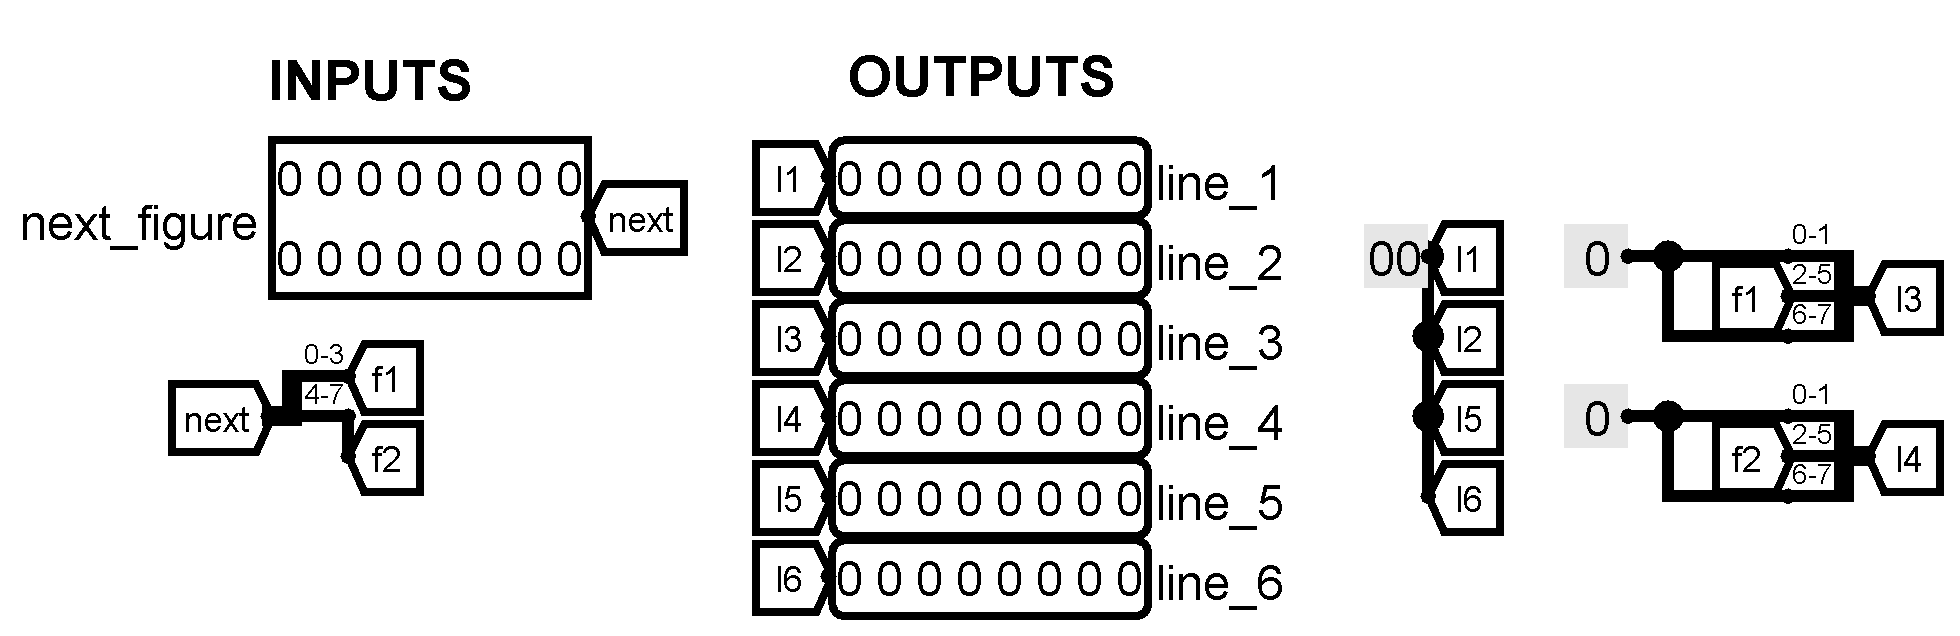 INPUTS
next_figure
0 0 0 0 0 0 0 0
0 0 0 0 0 0 0 0
next
next
0-3
4-7
f1
f2
OUTPUTS
l1 0 0 0 0 0 0 0 0 line_1
l2 0 0 0 0 0 0 0 0 line_2
l3 0 0 0 0 0 0 0 0 line_3
l4 0 0 0 0 0 0 0 0 line_4
l5 0 0 0 0 0 0 0 0 line_5
l6 0 0 0 0 0 0 0 0 line_6
00 l1
l2
l5
l6
0
0-1
f1 2-5 l3
6-7
0
0-1
f2 2-5 l4
6-7